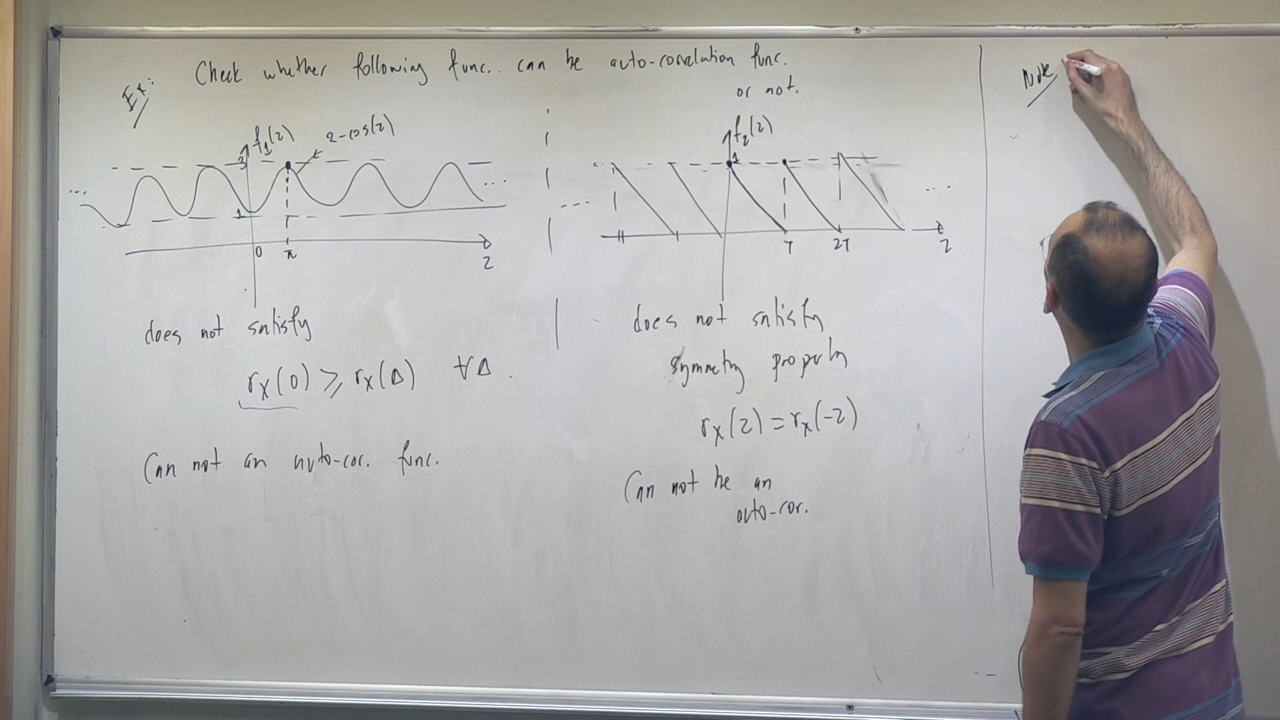 Ex: Check whether following func. can be auto-correlation func.
or not.
f₁(τ)
2-cos(τ)
3
1
0
π
τ
...
...
does not satisfy
rₓ(0) ≥ rₓ(Δ) ∀Δ.
Can not an auto-cor. func.
f₂(τ)
1
T
2T
τ
...
...
does not satisfy
symmetry property
rₓ(τ) = rₓ(-τ)
Can not be an
auto-cor.
Note